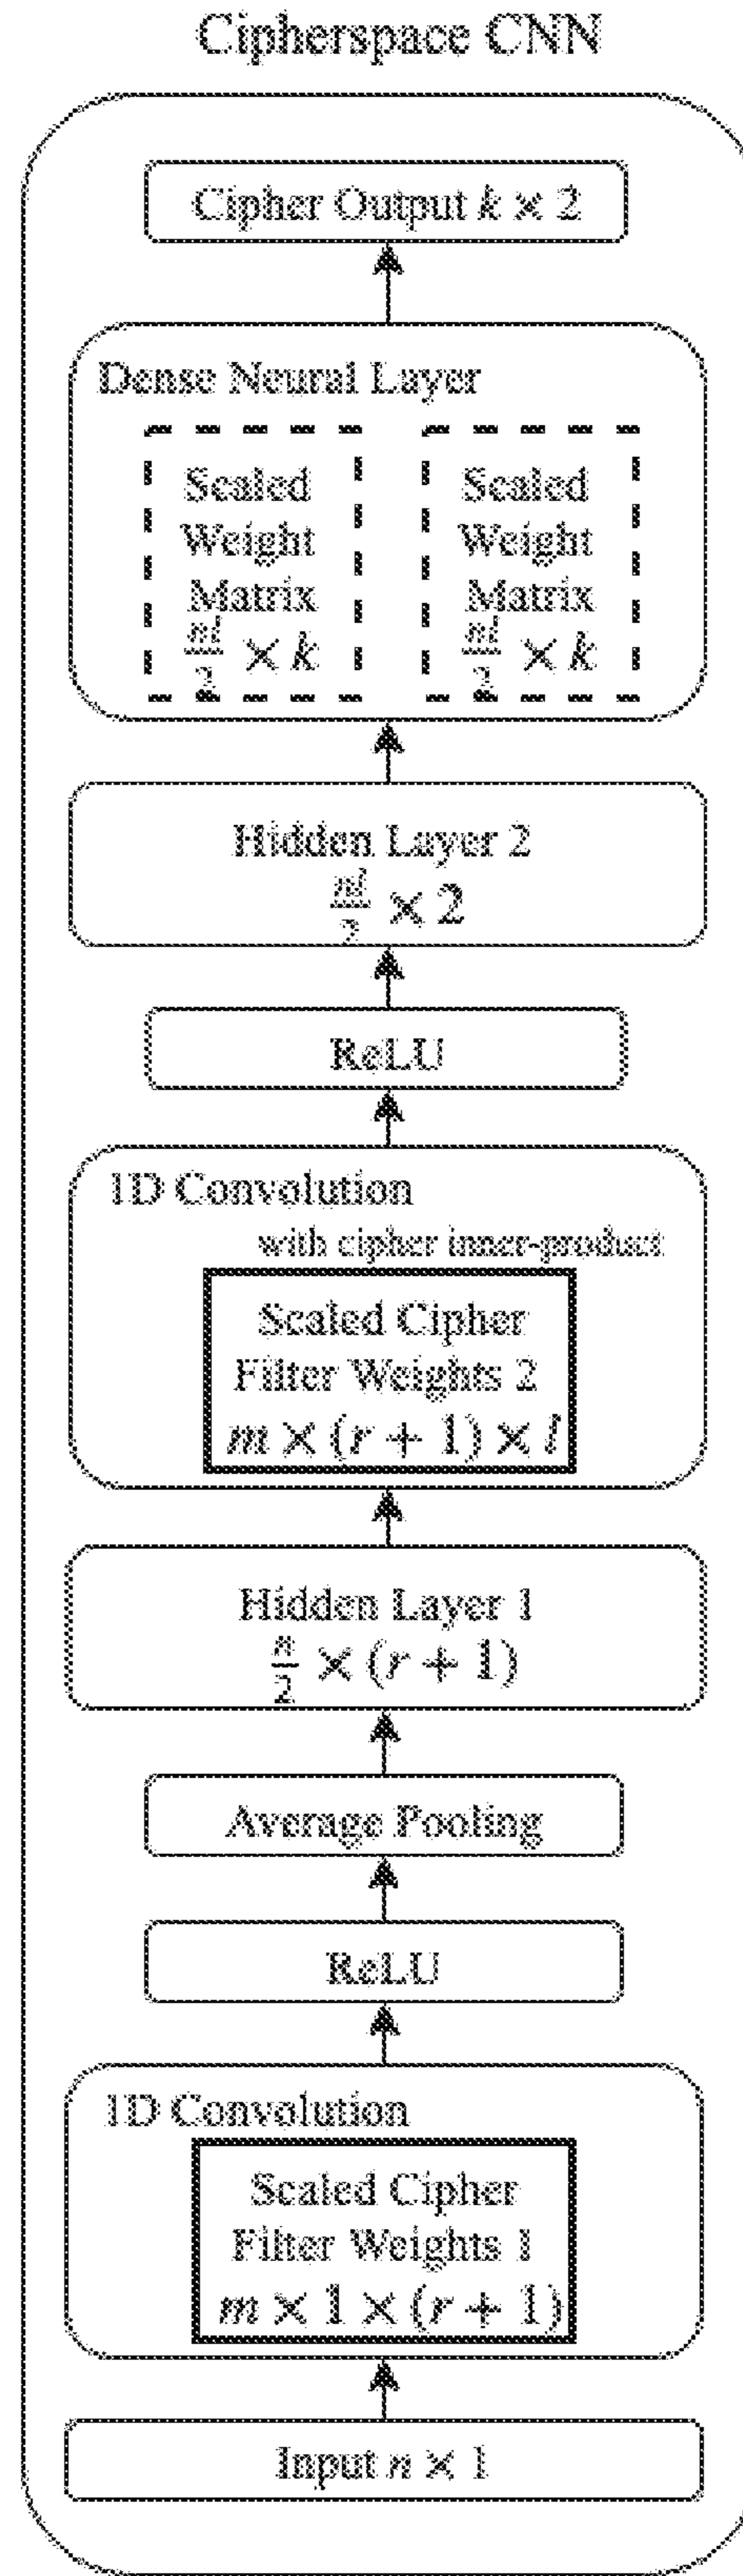 Cipherspace CNN
Cipher Output k × 2
Dense Neural Layer
Scaled
Weight
Matrix
nl/2 × k
Scaled
Weight
Matrix
nl/2 × k
Hidden Layer 2
nl/2 × 2
ReLU
1D Convolution
with cipher inner-product
Scaled Cipher
Filter Weights 2
m × (r + 1) × l
Hidden Layer 1
n/2 × (r + 1)
Average Pooling
ReLU
1D Convolution
Scaled Cipher
Filter Weights 1
m × 1 × (r + 1)
Input n × 1